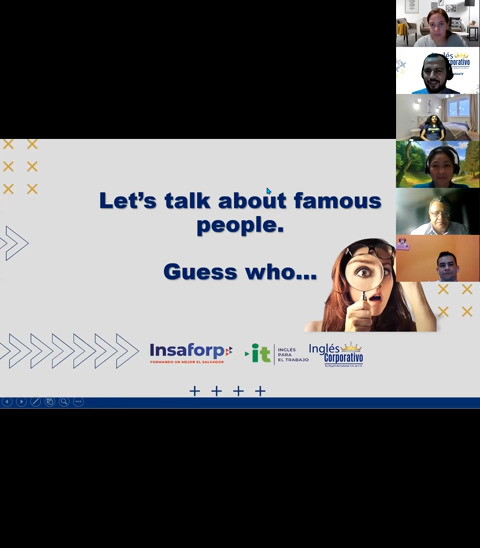 Let's talk about famous
people.
Guess who...
Insaforp
FORMANDO UN MEJOR EL SALVADOR
it
INGLÉS
PARA
EL TRABAJO
Inglés
Corporativo